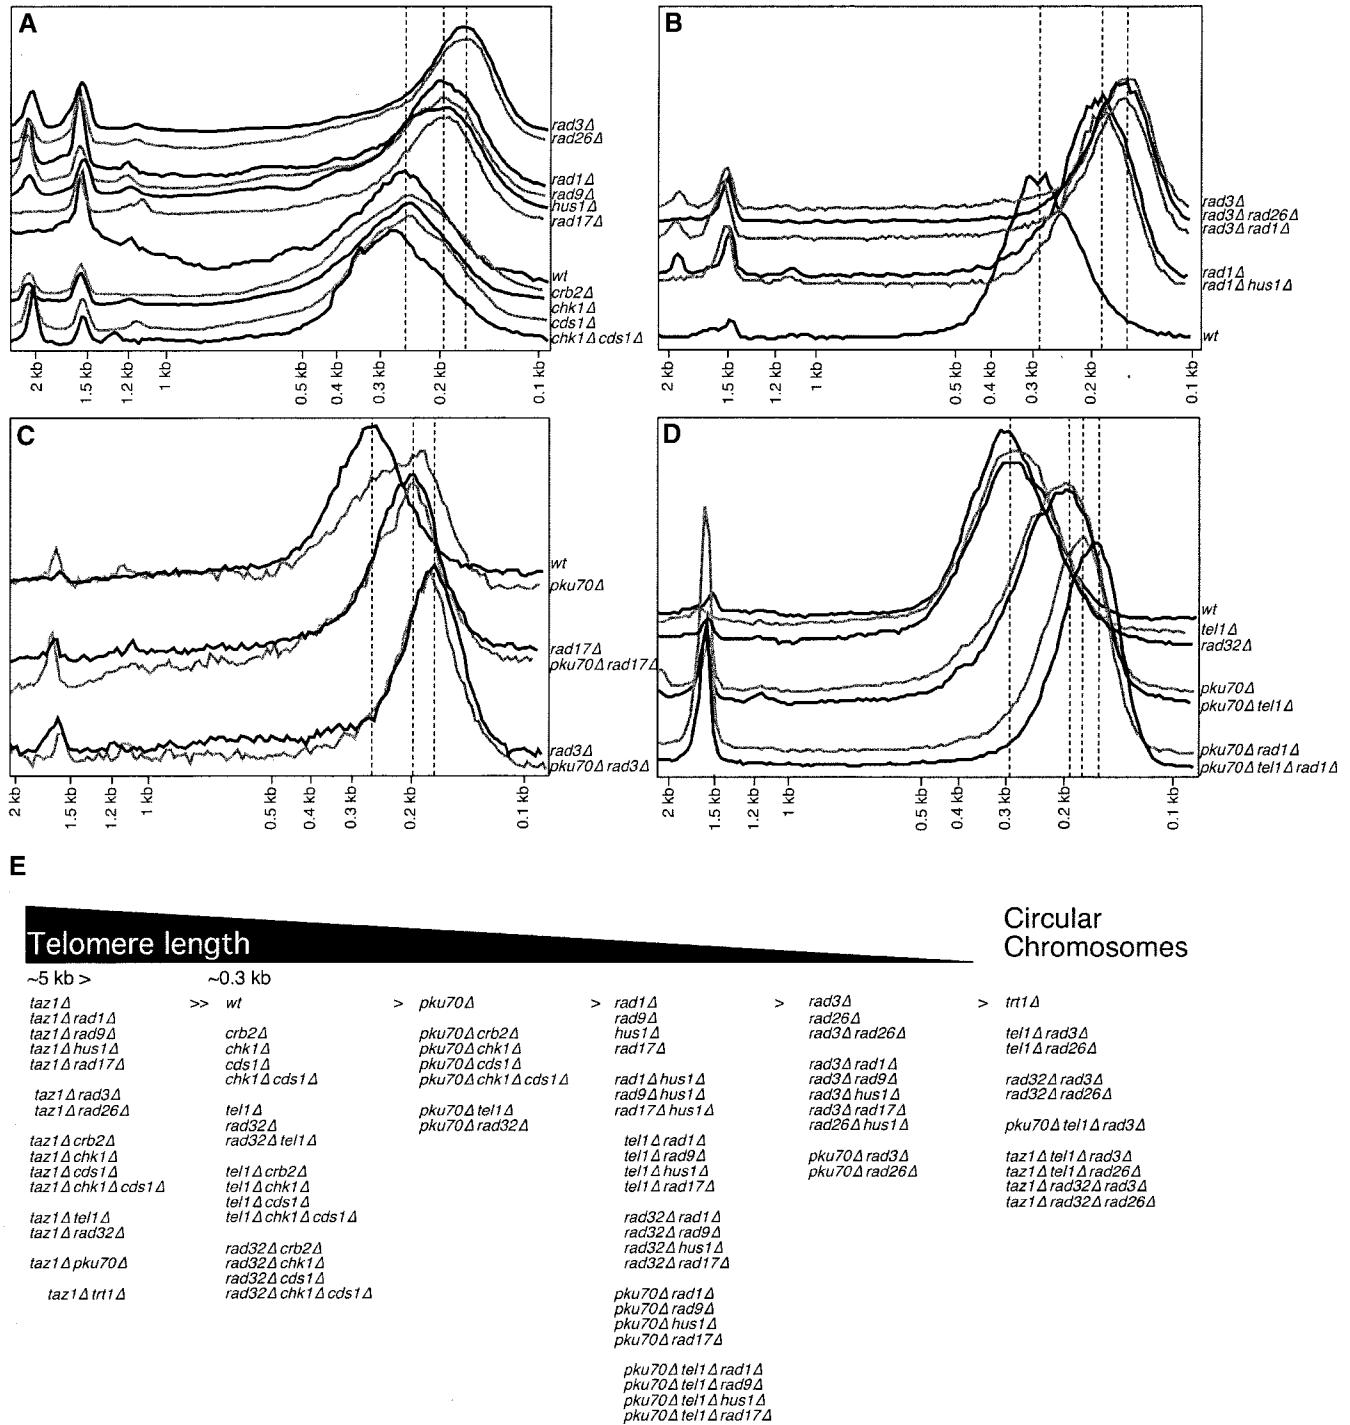 A
rad3Δ
rad26Δ
rad1Δ
rad9Δ
hus1Δ
rad17Δ
wt
crb2Δ
chk1Δ
cds1Δ
chk1Δ cds1Δ
2 kb
1.5 kb
1.2 kb
1 kb
0.5 kb
0.4 kb
0.3 kb
0.2 kb
0.1 kb
B
rad3Δ
rad3Δ rad26Δ
rad3Δ rad1Δ
rad1Δ
rad1Δ hus1Δ
wt
2 kb
1.5 kb
1.2 kb
1 kb
0.5 kb
0.4 kb
0.3 kb
0.2 kb
0.1 kb
C
wt
pku70Δ
rad17Δ
pku70Δ rad17Δ
rad3Δ
pku70Δ rad3Δ
2 kb
1.5 kb
1.2 kb
1 kb
0.5 kb
0.4 kb
0.3 kb
0.2 kb
0.1 kb
D
wt
tel1Δ
rad32Δ
pku70Δ
pku70Δ tel1Δ
pku70Δ rad1Δ
pku70Δ tel1Δ rad1Δ
2 kb
1.5 kb
1.2 kb
1 kb
0.5 kb
0.4 kb
0.3 kb
0.2 kb
0.1 kb
E
Telomere length
Circular
Chromosomes
~5 kb >
~0.3 kb
taz1Δ
taz1Δ rad1Δ
taz1Δ rad9Δ
taz1Δ hus1Δ
taz1Δ rad17Δ
taz1Δ rad3Δ
taz1Δ rad26Δ
taz1Δ crb2Δ
taz1Δ chk1Δ
taz1Δ cds1Δ
taz1Δ chk1Δ cds1Δ
taz1Δ tel1Δ
taz1Δ rad32Δ
taz1Δ pku70Δ
taz1Δ trt1Δ
>> wt
crb2Δ
chk1Δ
cds1Δ
chk1Δ cds1Δ
tel1Δ
rad32Δ
rad32Δ tel1Δ
tel1Δ crb2Δ
tel1Δ chk1Δ
tel1Δ cds1Δ
tel1Δ chk1Δ cds1Δ
rad32Δ crb2Δ
rad32Δ chk1Δ
rad32Δ cds1Δ
rad32Δ chk1Δ cds1Δ
> pku70Δ
pku70Δ crb2Δ
pku70Δ chk1Δ
pku70Δ cds1Δ
pku70Δ chk1Δ cds1Δ
pku70Δ tel1Δ
pku70Δ rad32Δ
> rad1Δ
rad9Δ
hus1Δ
rad17Δ
rad1Δ hus1Δ
rad9Δ hus1Δ
rad17Δ hus1Δ
tel1Δ rad1Δ
tel1Δ rad9Δ
tel1Δ hus1Δ
tel1Δ rad17Δ
rad32Δ rad1Δ
rad32Δ rad9Δ
rad32Δ hus1Δ
rad32Δ rad17Δ
pku70Δ rad1Δ
pku70Δ rad9Δ
pku70Δ hus1Δ
pku70Δ rad17Δ
pku70Δ tel1Δ rad1Δ
pku70Δ tel1Δ rad9Δ
pku70Δ tel1Δ hus1Δ
pku70Δ tel1Δ rad17Δ
> rad3Δ
rad26Δ
rad3Δ rad26Δ
rad3Δ rad1Δ
rad3Δ rad9Δ
rad3Δ hus1Δ
rad3Δ rad17Δ
rad26Δ hus1Δ
pku70Δ rad3Δ
pku70Δ rad26Δ
> trt1Δ
tel1Δ rad3Δ
tel1Δ rad26Δ
rad32Δ rad3Δ
rad32Δ rad26Δ
pku70Δ tel1Δ rad3Δ
taz1Δ tel1Δ rad3Δ
taz1Δ tel1Δ rad26Δ
taz1Δ rad32Δ rad3Δ
taz1Δ rad32Δ rad26Δ